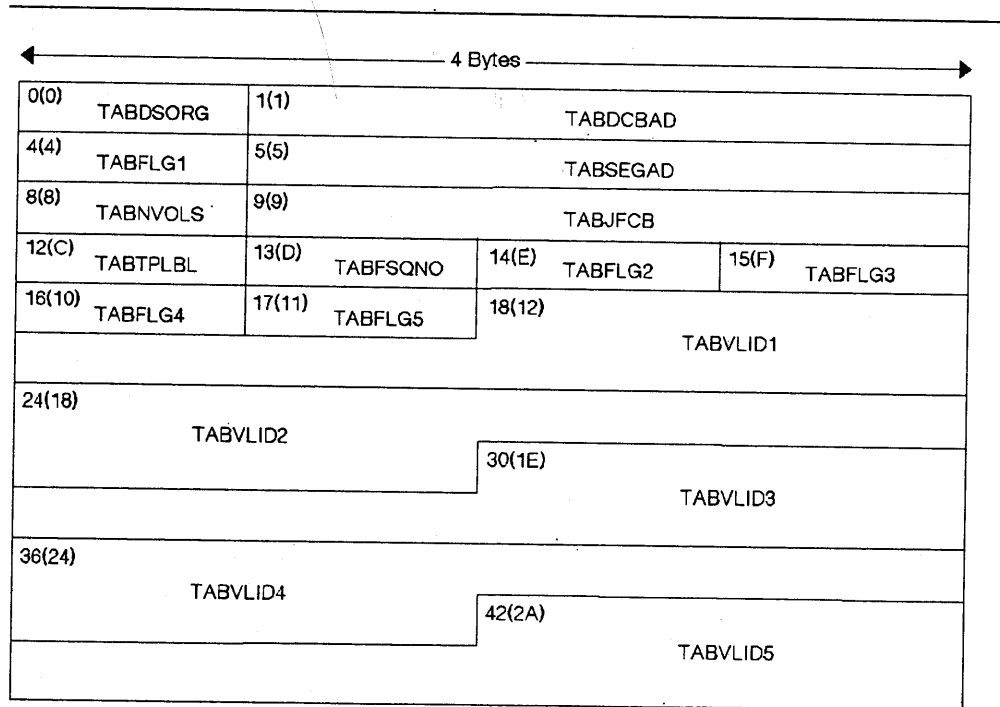 4 Bytes
0(0) TABDSORG 1(1) TABDCBAD
4(4) TABFLG1 5(5) TABSEGAD
8(8) TABNVOLS 9(9) TABJFCB
12(C) TABTPLBL 13(D) TABFSQNO 14(E) TABFLG2 15(F) TABFLG3
16(10) TABFLG4 17(11) TABFLG5 18(12)
TABVLID1
24(18)
TABVLID2
30(1E)
TABVLID3
36(24)
TABVLID4
42(2A)
TABVLID5